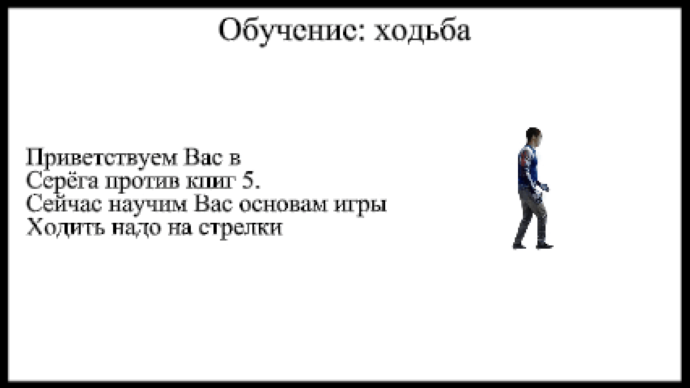 Обучение: ходьба
Приветствуем Вас в
Серёга против книг 5.
Сейчас научим Вас основам игры
Ходить надо на стрелки